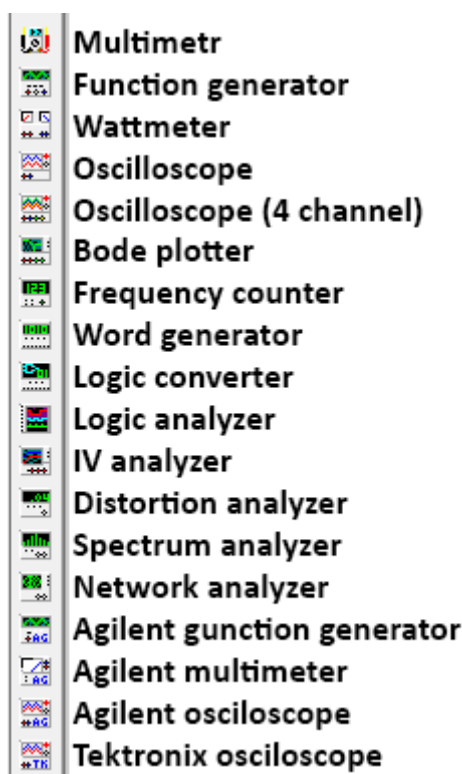 Multimetr
Function generator
Wattmeter
Oscilloscope
Oscilloscope (4 channel)
Bode plotter
Frequency counter
Word generator
Logic converter
Logic analyzer
IV analyzer
Distortion analyzer
Spectrum analyzer
Network analyzer
Agilent gunction generator
Agilent multimeter
Agilent osciloscope
Tektronix osciloscope